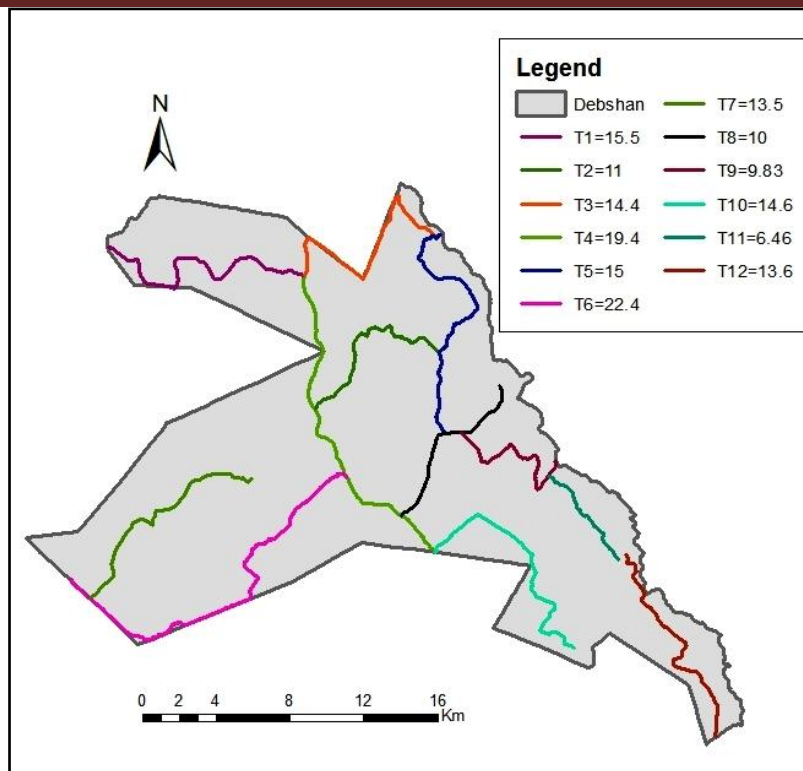 Legend
Debshan
T1=15.5
T2=11
T3=14.4
T4=19.4
T5=15
T6=22.4
T7=13.5
T8=10
T9=9.83
T10=14.6
T11=6.46
T12=13.6
N
0 2 4 8 12 16
Km